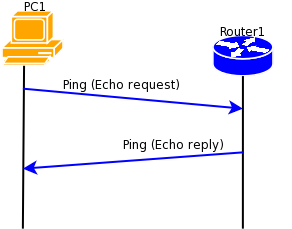 PC1
Router1
Ping (Echo request)
Ping (Echo reply)